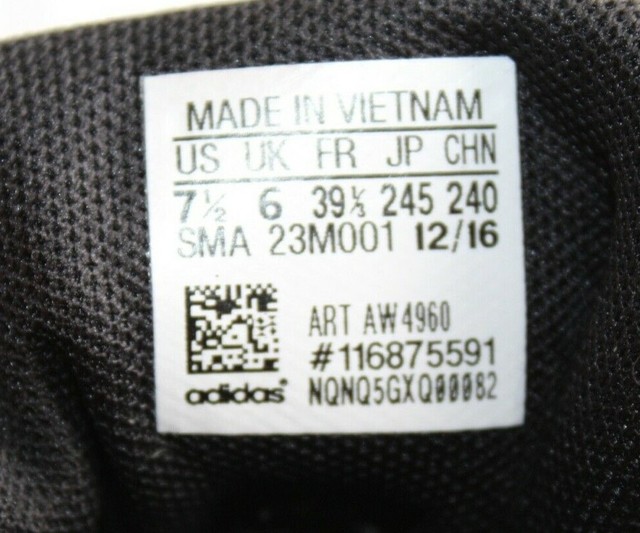 MADE IN VIETNAM
US UK FR JP CHN
7½ 6 39⅓ 245 240
SMA 23M001 12/16
ART AW4960
#116875591
adidas NQNQ5GXQ00082